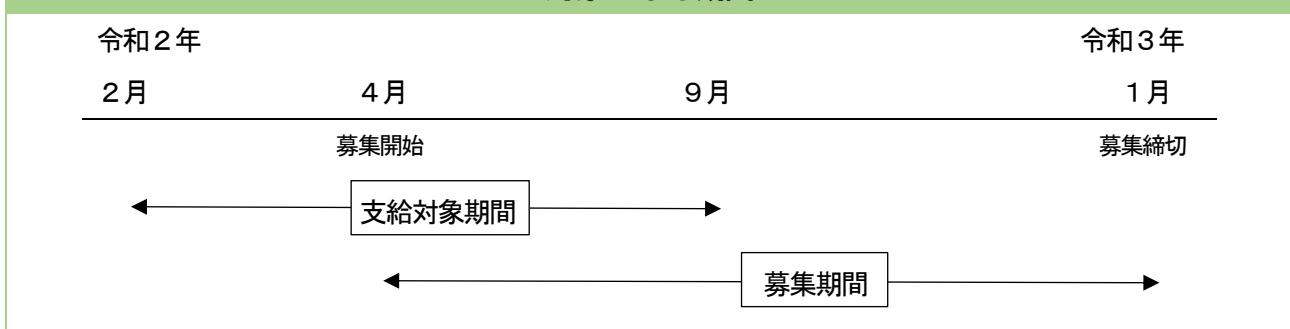 令和２年 令和３年
２月 ４月 ９月 １月
募集開始 募集締切
支給対象期間
募集期間